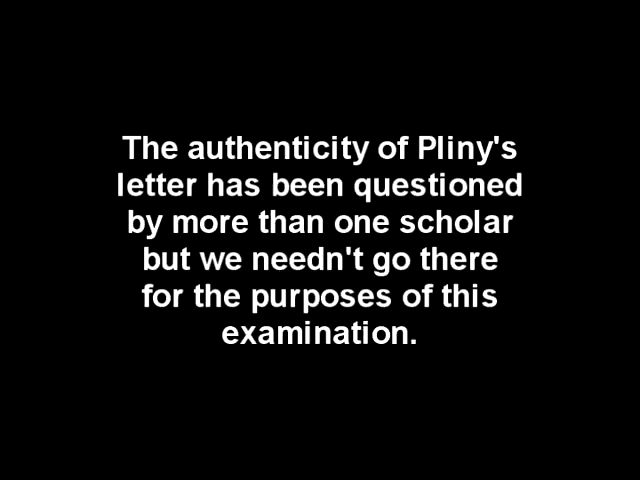 The authenticity of Pliny's
letter has been questioned
by more than one scholar
but we needn't go there
for the purposes of this
examination.